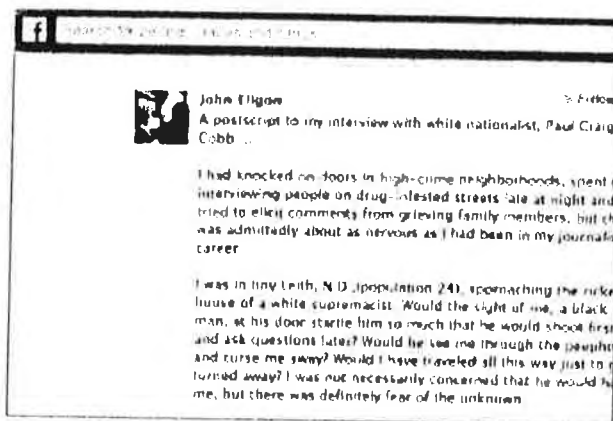 f
John Eligon
A postscript to my interview with white nationalist, Paul Craig
Cobb ...
I had knocked on doors in high-crime neighborhoods, spent
interviewing people on drug-infested streets late at night and
tried to elicit comments from grieving family members, but
was admittedly about as nervous as I had been in my
career
I was in tiny Leith, N.D. (population 24), approaching the
house of a white supremacist. Would the sight of me, a black
man, at his door startle him so much that he would shoot first
and ask questions later? Would he see me through the
and curse me away? Would I have traveled all this way just to
turned away? I was not necessarily concerned that he would
me, but there was definitely fear of the unknown